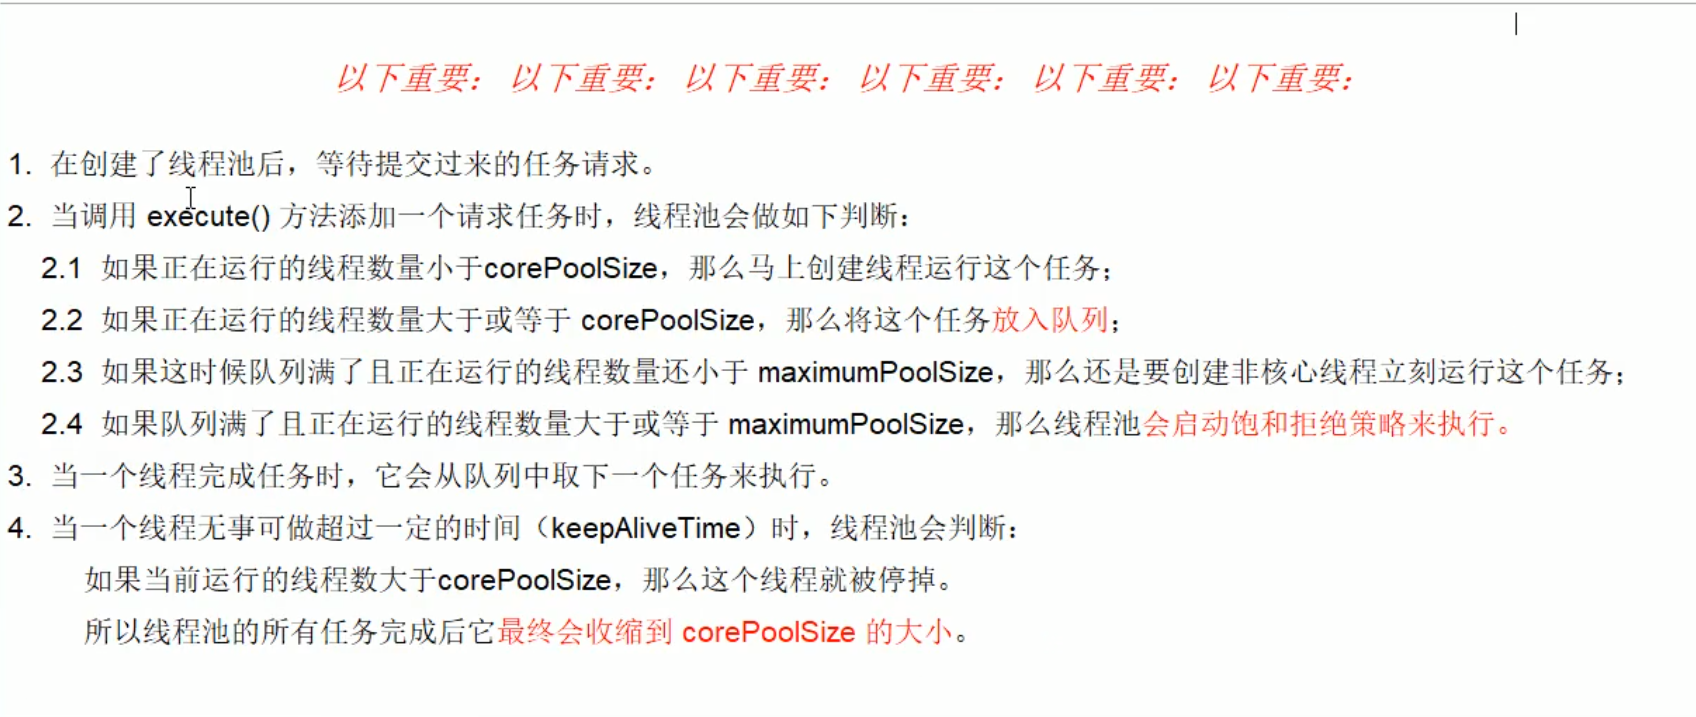 以下重要： 以下重要： 以下重要： 以下重要： 以下重要： 以下重要：
1. 在创建了线程池后，等待提交过来的任务请求。
2. 当调用 execute() 方法添加一个请求任务时，线程池会做如下判断：
2.1 如果正在运行的线程数量小于corePoolSize，那么马上创建线程运行这个任务；
2.2 如果正在运行的线程数量大于或等于 corePoolSize，那么将这个任务放入队列；
2.3 如果这时候队列满了且正在运行的线程数量还小于 maximumPoolSize，那么还是要创建非核心线程立刻运行这个任务；
2.4 如果队列满了且正在运行的线程数量大于或等于 maximumPoolSize，那么线程池会启动饱和拒绝策略来执行。
3. 当一个线程完成任务时，它会从队列中取下一个任务来执行。
4. 当一个线程无事可做超过一定的时间（keepAliveTime）时，线程池会判断：
如果当前运行的线程数大于corePoolSize，那么这个线程就被停掉。
所以线程池的所有任务完成后它最终会收缩到 corePoolSize 的大小。